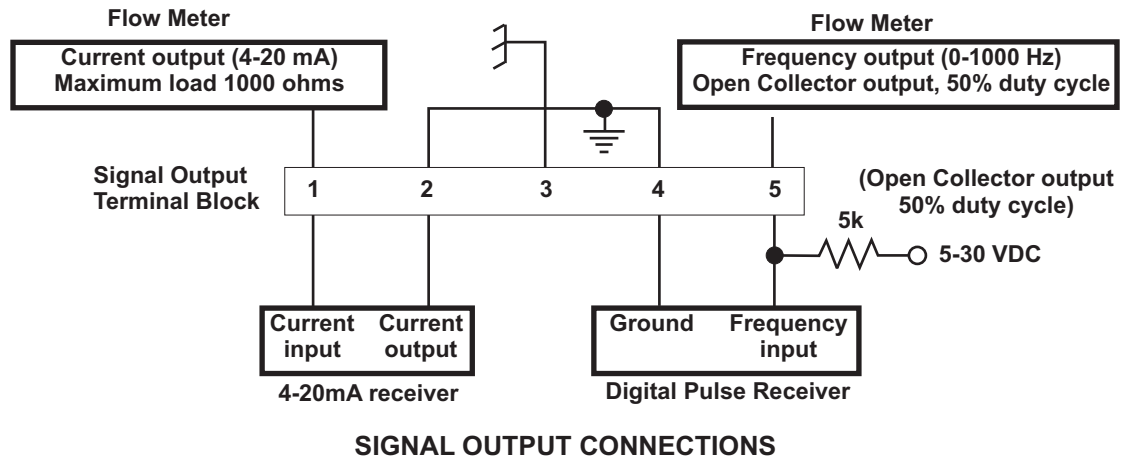 Flow Meter
Current output (4-20 mA)
Maximum load 1000 ohms
Flow Meter
Frequency output (0-1000 Hz)
Open Collector output, 50% duty cycle
Signal Output
Terminal Block
1 2 3 4 5
(Open Collector output
50% duty cycle)
5k
5-30 VDC
Current Current
input output
4-20mA receiver
Ground Frequency
input
Digital Pulse Receiver
SIGNAL OUTPUT CONNECTIONS